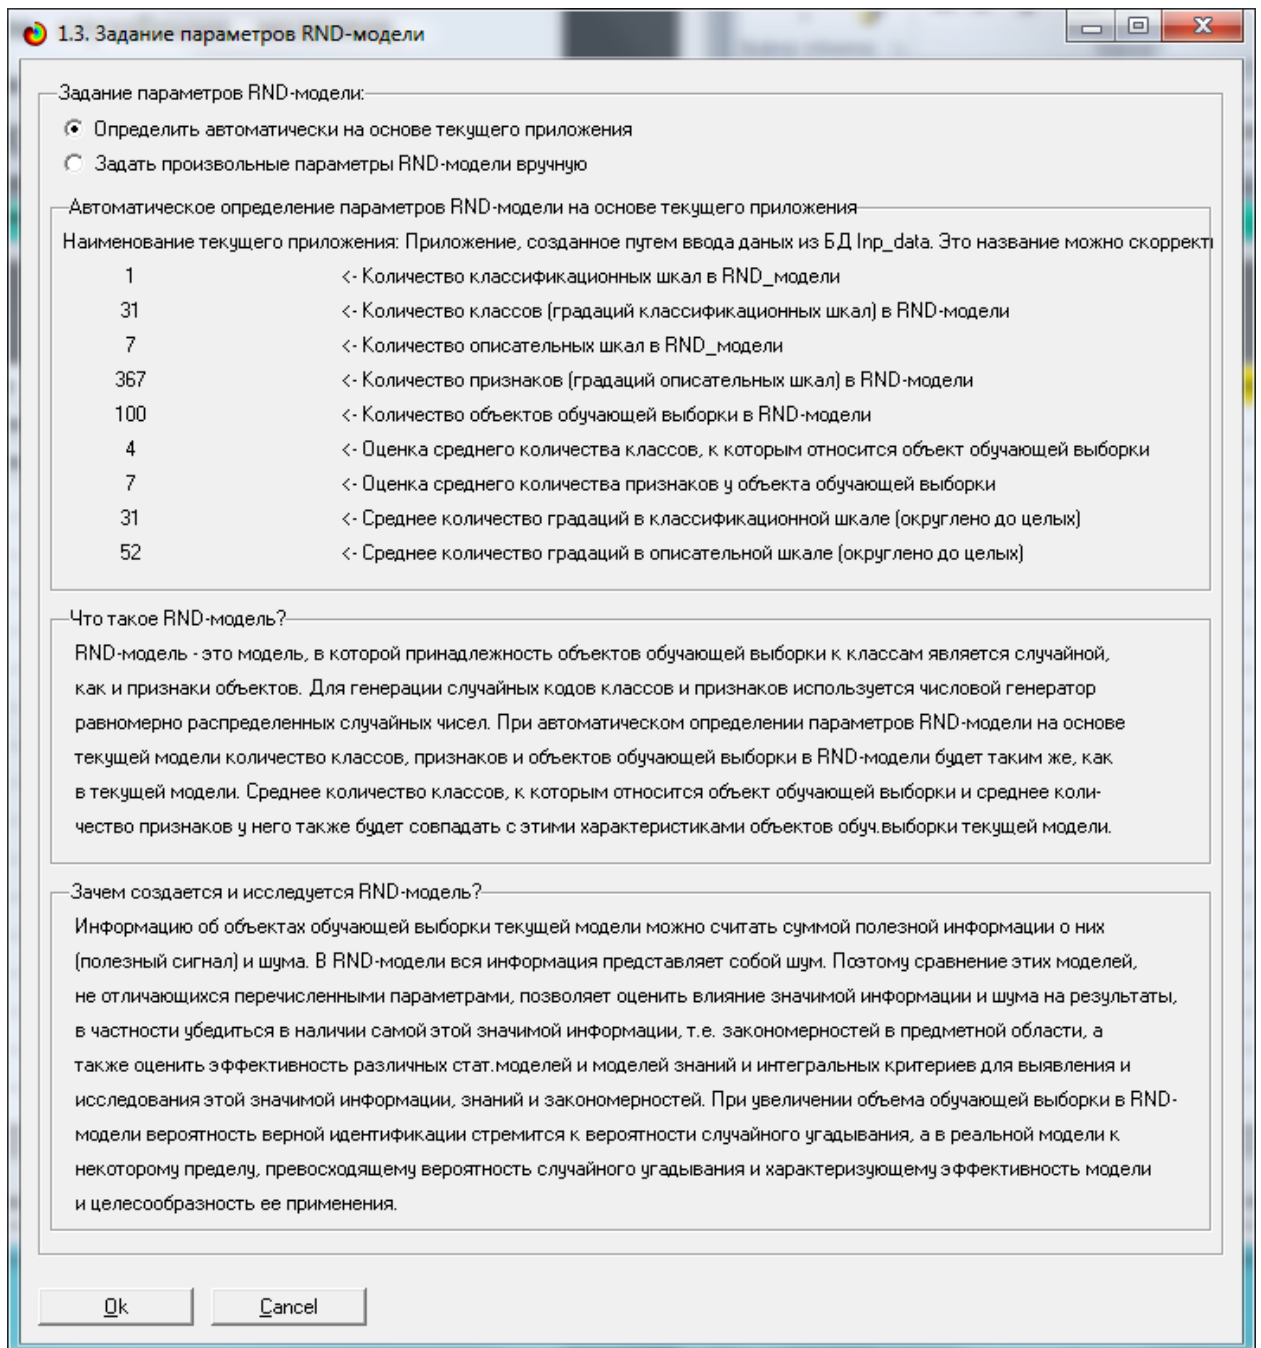 1.3. Задание параметров RND-модели
Задание параметров RND-модели:
Определить автоматически на основе текущего приложения
Задать произвольные параметры RND-модели вручную
Автоматическое определение параметров RND-модели на основе текущего приложения
Наименование текущего приложения: Приложение, созданное путем ввода даных из БД Inp_data. Это название можно скоррект
1 <- Количество классификационных шкал в RND_модели
31 <- Количество классов (градаций классификационных шкал) в RND-модели
7 <- Количество описательных шкал в RND_модели
367 <- Количество признаков (градаций описательных шкал) в RND-модели
100 <- Количество объектов обучающей выборки в RND-модели
4 <- Оценка среднего количества классов, к которым относится объект обучающей выборки
7 <- Оценка среднего количества признаков у объекта обучающей выборки
31 <- Среднее количество градаций в классификационной шкале (округлено до целых)
52 <- Среднее количество градаций в описательной шкале (округлено до целых)
Что такое RND-модель?
RND-модель - это модель, в которой принадлежность объектов обучающей выборки к классам является случайной,
как и признаки объектов. Для генерации случайных кодов классов и признаков используется числовой генератор
равномерно распределенных случайных чисел. При автоматическом определении параметров RND-модели на основе
текущей модели количество классов, признаков и объектов обучающей выборки в RND-модели будет таким же, как
в текущей модели. Среднее количество классов, к которым относится объект обучающей выборки и среднее коли-
чество признаков у него также будет совпадать с этими характеристиками объектов обуч.выборки текущей модели.
Зачем создается и исследуется RND-модель?
Информацию об объектах обучающей выборки текущей модели можно считать суммой полезной информации о них
(полезный сигнал) и шума. В RND-модели вся информация представляет собой шум. Поэтому сравнение этих моделей,
не отличающихся перечисленными параметрами, позволяет оценить влияние значимой информации и шума на результаты,
в частности убедиться в наличии самой этой значимой информации, т.е. закономерностей в предметной области, а
также оценить эффективность различных стат.моделей и моделей знаний и интегральных критериев для выявления и
исследования этой значимой информации, знаний и закономерностей. При увеличении объема обучающей выборки в RND-
модели вероятность верной идентификации стремится к вероятности случайного угадывания, а в реальной модели к
некоторому пределу, превосходящему вероятность случайного угадывания и характеризующему эффективность модели
и целесообразность ее применения.
Ok Cancel